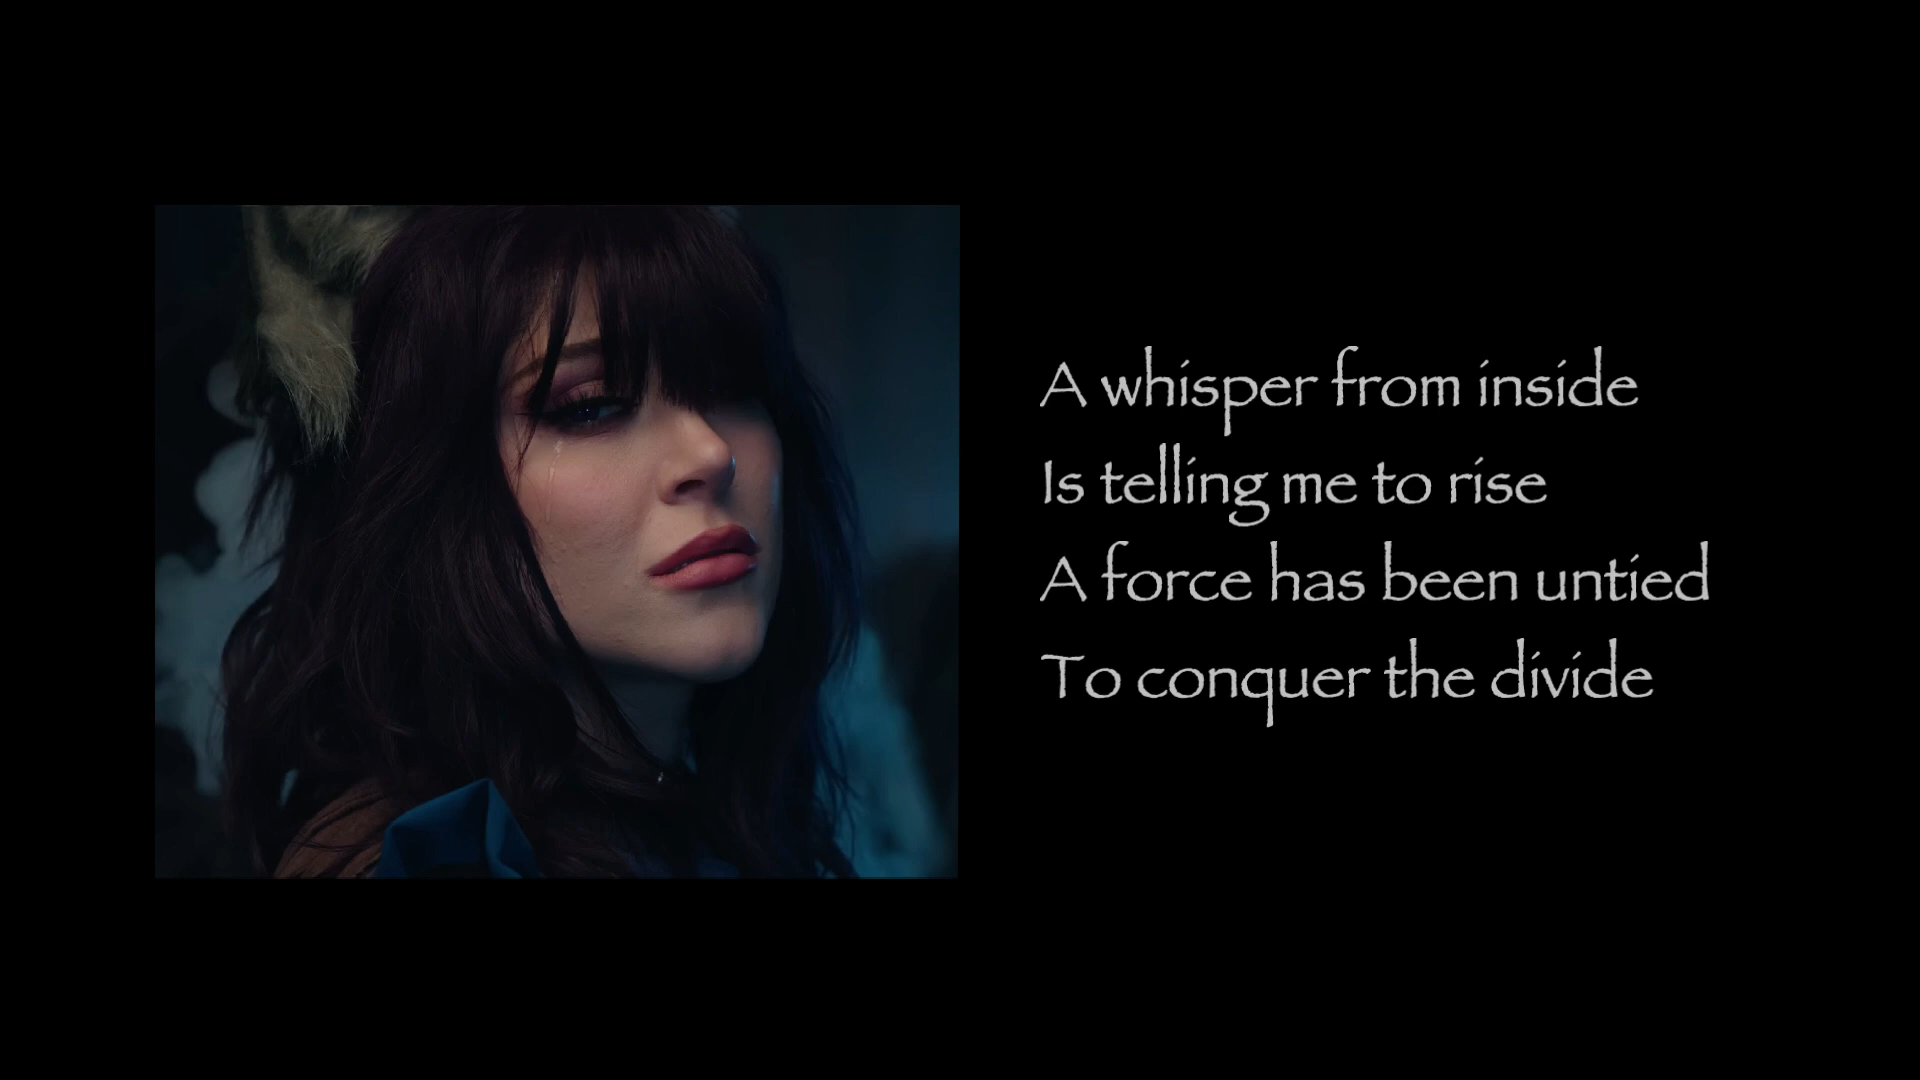 A whisper from inside
Is telling me to rise
A force has been untied
To conquer the divide